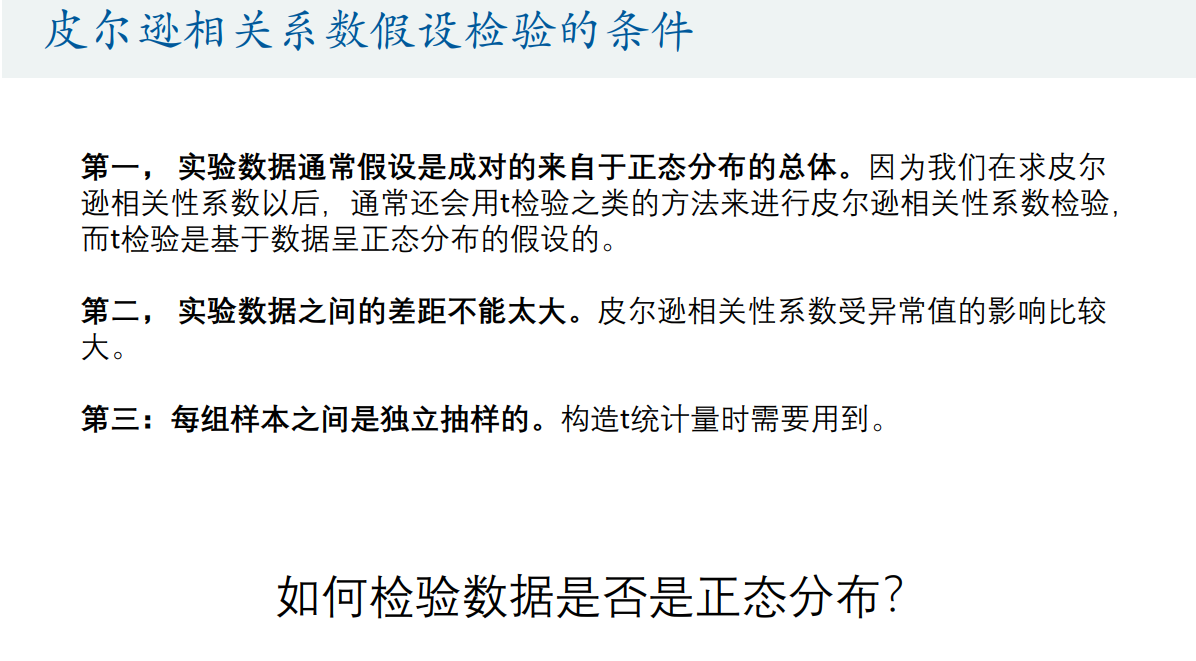 皮尔逊相关系数假设检验的条件
第一， 实验数据通常假设是成对的来自于正态分布的总体。因为我们在求皮尔
逊相关性系数以后，通常还会用t检验之类的方法来进行皮尔逊相关性系数检验，
而t检验是基于数据呈正态分布的假设的。
第二， 实验数据之间的差距不能太大。皮尔逊相关性系数受异常值的影响比较
大。
第三：每组样本之间是独立抽样的。构造t统计量时需要用到。
如何检验数据是否是正态分布？